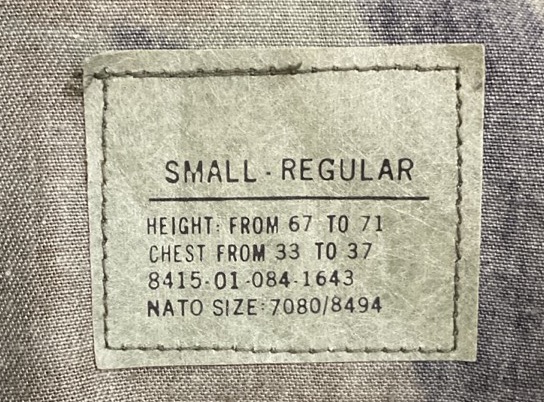 SMALL - REGULAR
HEIGHT: FROM 67 TO 71
CHEST FROM 33 TO 37
8415-01-084-1643
NATO SIZE:7080/8494